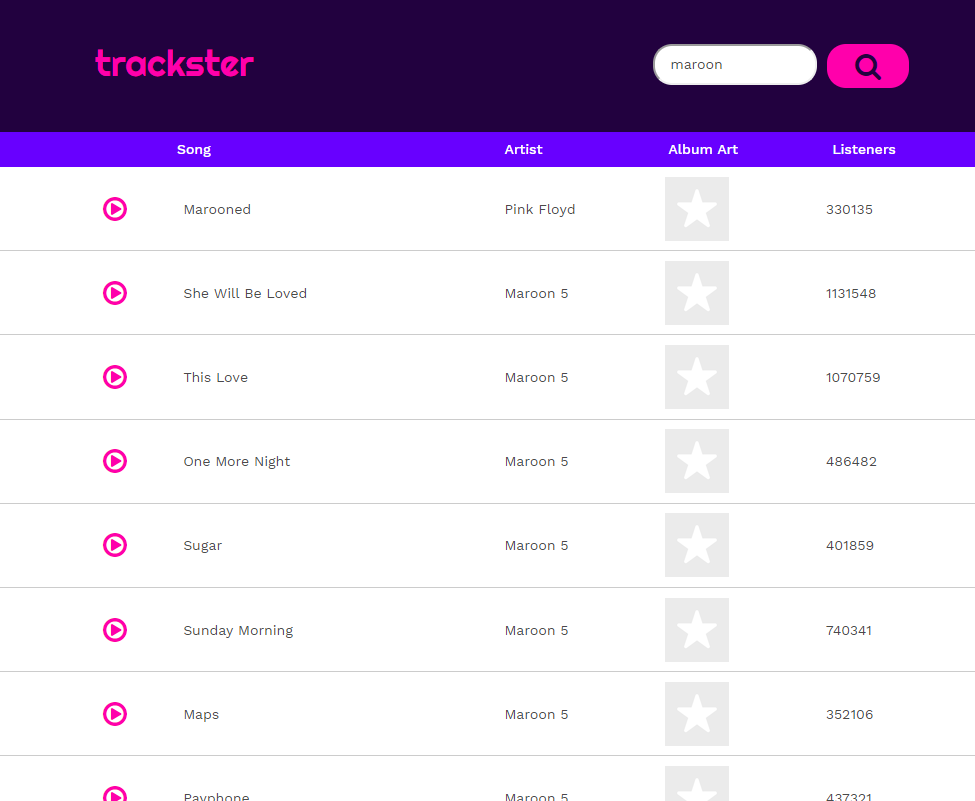 trackster
maroon
Song Artist Album Art Listeners
Marooned Pink Floyd 330135
She Will Be Loved Maroon 5 1131548
This Love Maroon 5 1070759
One More Night Maroon 5 486482
Sugar Maroon 5 401859
Sunday Morning Maroon 5 740341
Maps Maroon 5 352106
Payphone Maroon 5 437321